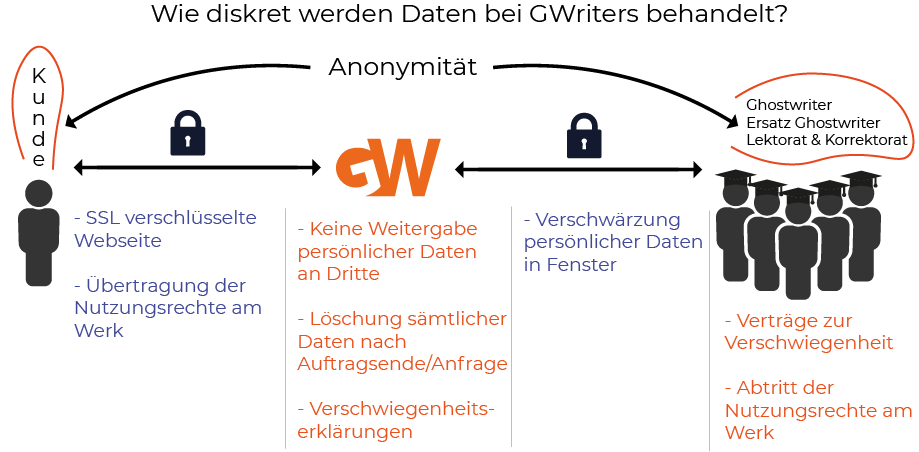 Wie diskret werden Daten bei GWriters behandelt?
Anonymität
K
u
n
d
e
Ghostwriter
Ersatz Ghostwriter
Lektorat & Korrektorat
GW
- SSL verschlüsselte
Webseite
- Übertragung der
Nutzungsrechte am
Werk
- Keine Weitergabe
persönlicher Daten
an Dritte
- Löschung sämtlicher
Daten nach
Auftragsende/Anfrage
- Verschwiegenheits-
erklärungen
- Verschwärzung
persönlicher Daten
in Fenster
- Verträge zur
Verschwiegenheit
- Abtritt der
Nutzungsrechte am
Werk